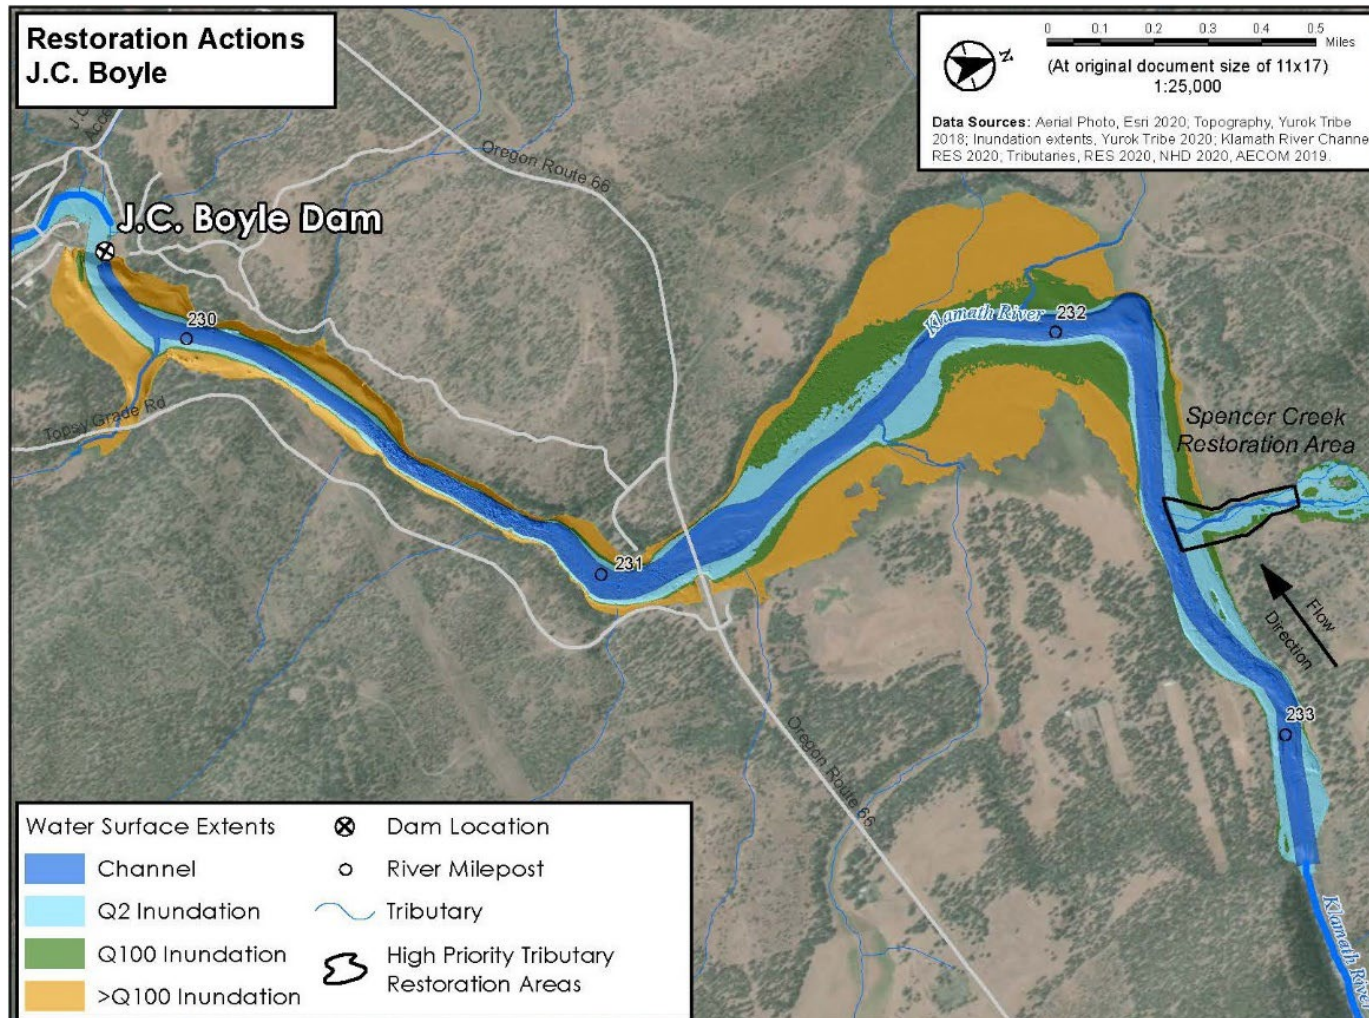 Restoration Actions
J.C. Boyle
0 0.1 0.2 0.3 0.4 0.5
Miles
N
(At original document size of 11x17)
1:25,000
Data Sources: Aerial Photo, Esri 2020; Topography, Yurok Tribe
2018; Inundation extents, Yurok Tribe 2020; Klamath River Channe
RES 2020; Tributaries, RES 2020, NHD 2020, AECOM 2019.
J.C.
Acce
Oregon Route 66
J.C. Boyle Dam
230
Topsy Grade Rd
231
Klamath River
232
Spencer Creek
Restoration Area
Flow
Direction
233
Oregon Route 66
Klamath River
Water Surface Extents
Channel
Q2 Inundation
Q100 Inundation
>Q100 Inundation
Dam Location
River Milepost
Tributary
High Priority Tributary
Restoration Areas